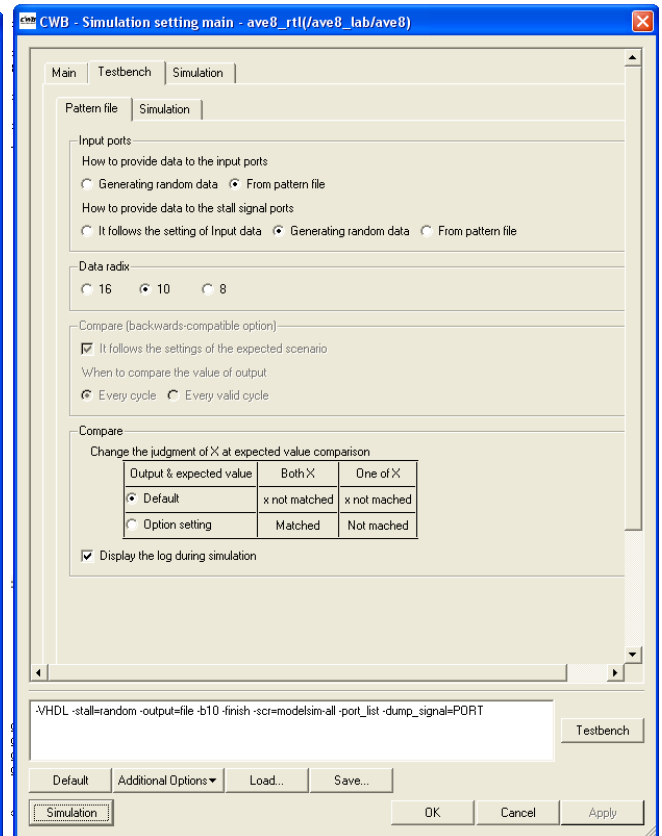 CWB - Simulation setting main - ave8_rtl(/ave8_lab/ave8)
Main Testbench Simulation
Pattern file Simulation
Input ports
How to provide data to the input ports
Generating random data From pattern file
How to provide data to the stall signal ports
It follows the setting of Input data Generating random data From pattern file
Data radix
16 10 8
Compare (backwards-compatible option)
It follows the settings of the expected scenario
When to compare the value of output
Every cycle Every valid cycle
Compare
Change the judgment of X at expected value comparison
Output & expected value Both X One of X
Default x not matched x not mached
Option setting Matched Not mached
Display the log during simulation
-VHDL -stall=random -output=file -b10 -finish -scr=modelsim-all -port_list -dump_signal=PORT
Testbench
Default Additional Options Load... Save...
Simulation OK Cancel Apply